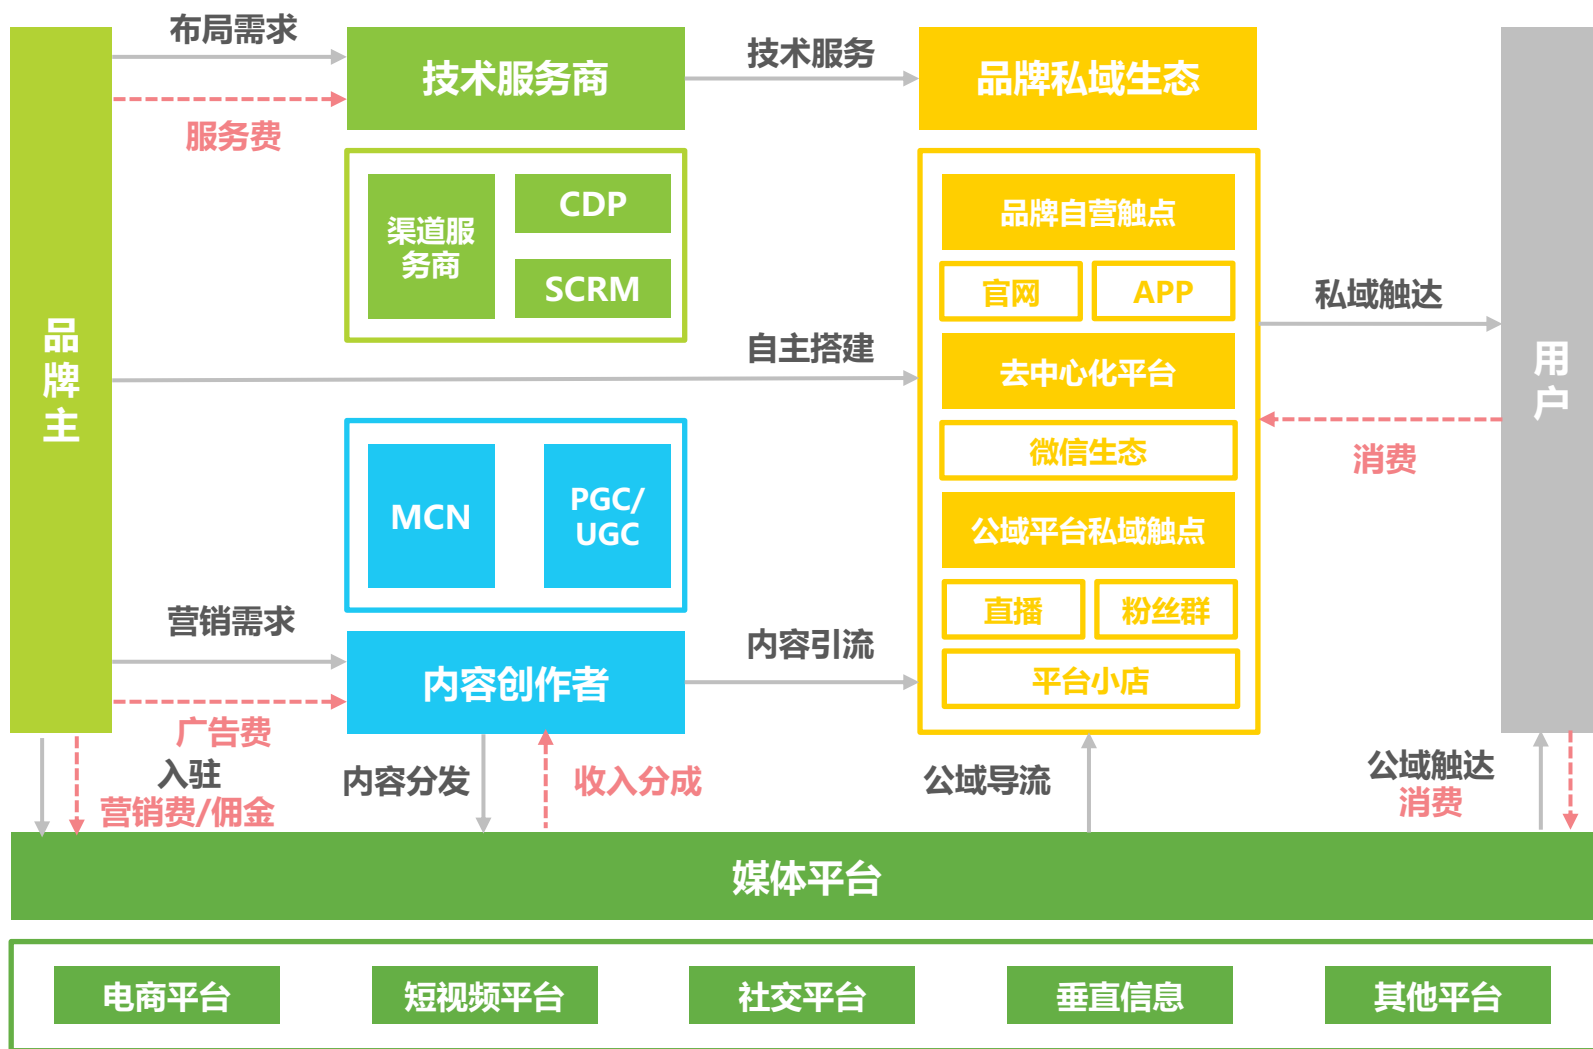 布局需求
技术服务商
技术服务
品牌私域生态
服务费
渠道服
务商
CDP
SCRM
品牌自营触点
官网
APP
私域触达
品
牌
主
自主搭建
去中心化平台
用
户
微信生态
消费
MCN
PGC/
UGC
公域平台私域触点
直播
粉丝群
营销需求
内容创作者
内容引流
平台小店
广告费
入驻
营销费/佣金
内容分发
收入分成
公域导流
公域触达
消费
媒体平台
电商平台
短视频平台
社交平台
垂直信息
其他平台